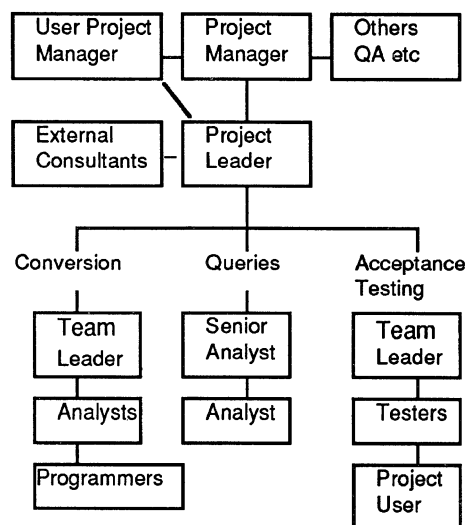 User Project
Manager
Project
Manager
Others
QA etc
External
Consultants
Project
Leader
Conversion
Queries
Acceptance
Testing
Team
Leader
Senior
Analyst
Team
Leader
Analysts
Analyst
Testers
Programmers
Project
User